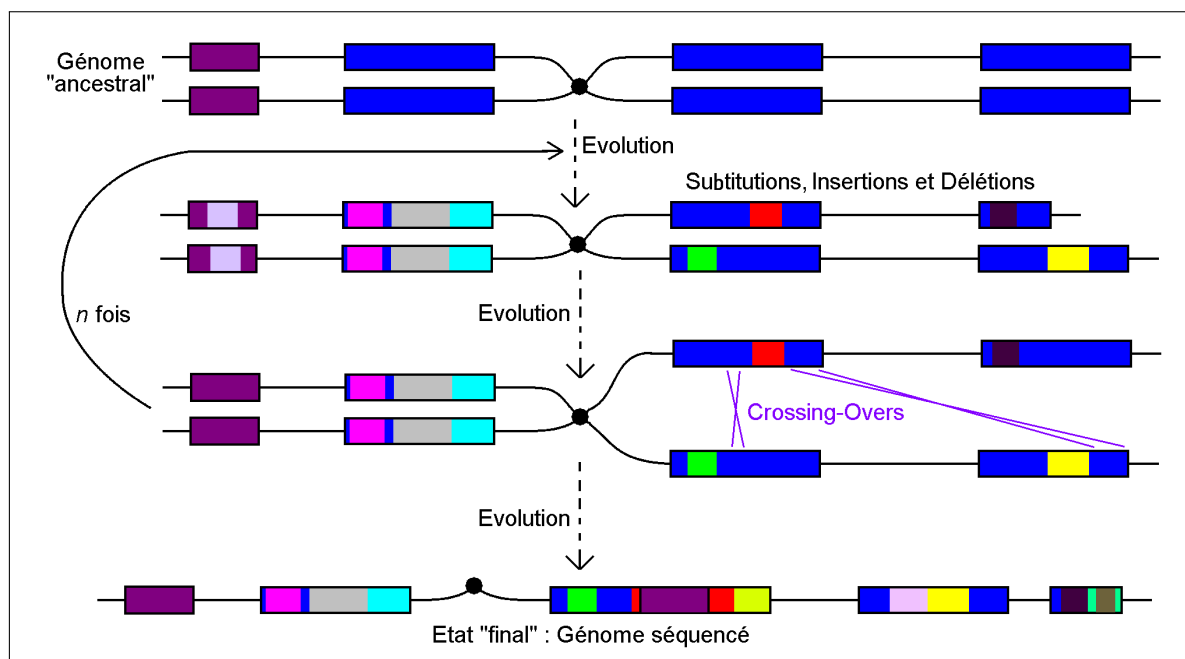 Génome
"ancestral"
Evolution
Subtitutions, Insertions et Délétions
Evolution
n fois
Crossing-Overs
Evolution
Etat "final" : Génome séquencé